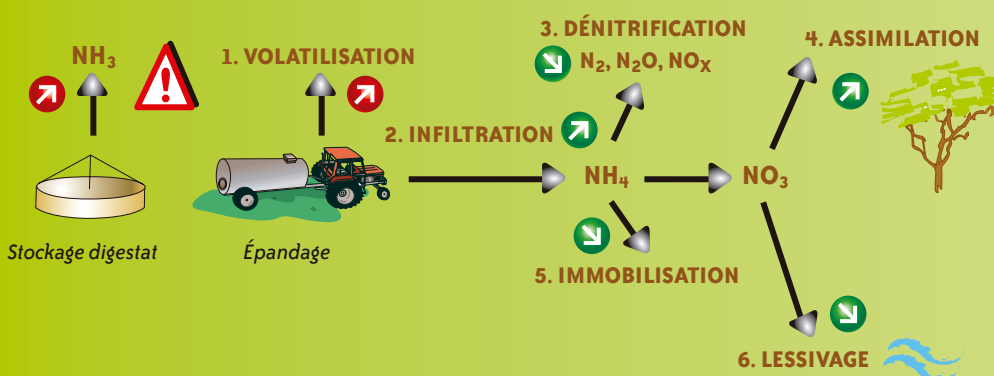 3. DÉNITRIFICATION
N₂, N₂O, NOₓ
4. ASSIMILATION
NH₃
1. VOLATILISATION
2. INFILTRATION
NH₄
NO₃
Stockage digestat
Épandage
5. IMMOBILISATION
6. LESSIVAGE